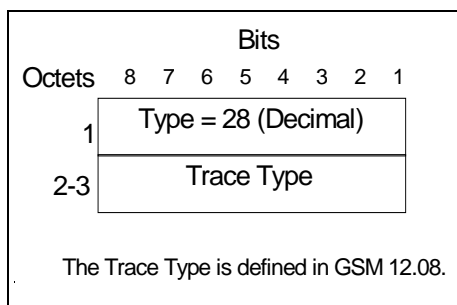 Bits
Octets 8 7 6 5 4 3 2 1
1 Type = 28 (Decimal)
2-3 Trace Type
The Trace Type is defined in GSM 12.08.